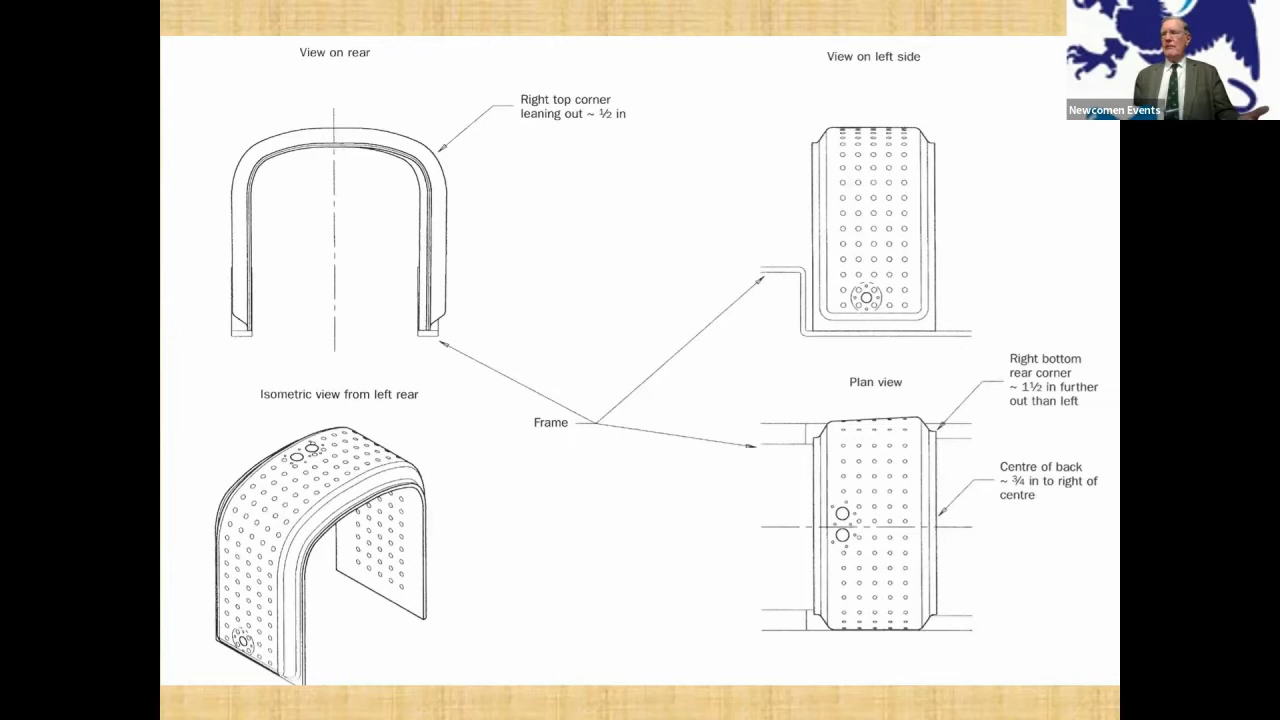 View on rear
View on left side
Newcomen Events
Right top corner
leaning out ~ ½ in
Right bottom
rear corner
~ 1½ in further
out than left
Plan view
Isometric view from left rear
Frame
Centre of back
~ ¾ in to right of
centre